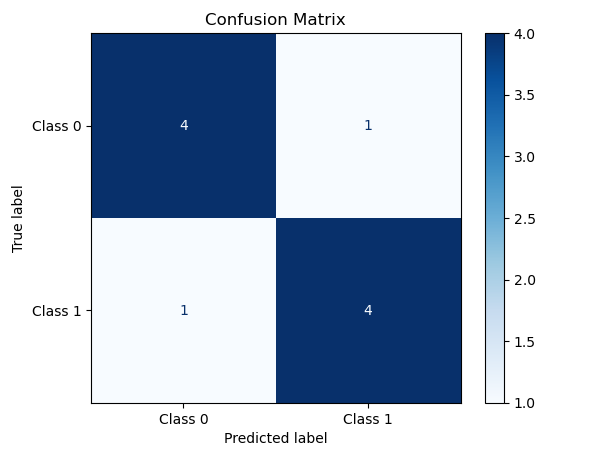 Confusion Matrix
4.0
3.5
3.0
2.5
2.0
1.5
1.0
True label
Class 0
4
1
Class 1
1
4
Class 0
Class 1
Predicted label